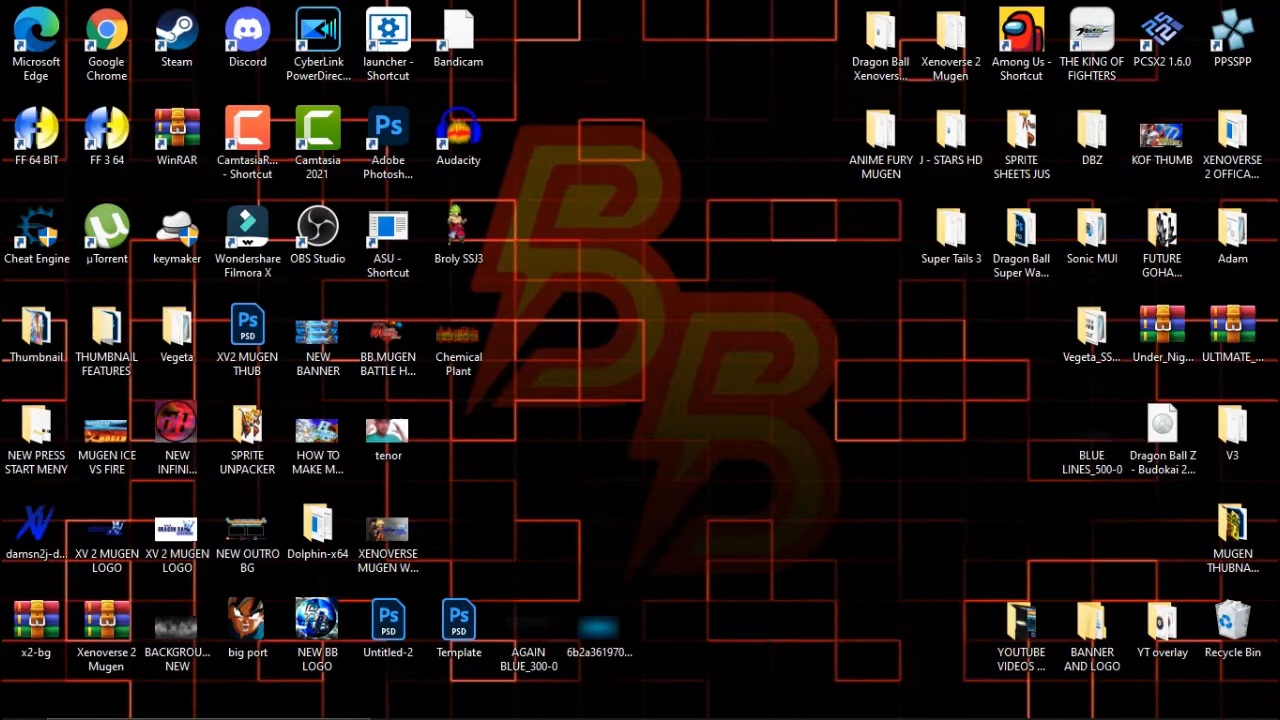 Microsoft Edge
Google Chrome
Steam
Discord
CyberLink PowerDirec...
launcher - Shortcut
Bandicam
Dragon Ball Xenovers...
Xenoverse 2 Mugen
Among Us - Shortcut
THE KING OF FIGHTERS
PCSX2 1.6.0
PPSSPP
FF 64 BIT
FF 3 64
WinRAR
CamtasiaR... - Shortcut
Camtasia 2021
Adobe Photosh...
Audacity
ANIME FURY MUGEN
J - STARS HD
SPRITE SHEETS JUS
DBZ
KOF THUMB
XENOVERSE 2 OFFICA...
Cheat Engine
µTorrent
keymaker
Wondershare Filmora X
OBS Studio
ASU - Shortcut
Broly SSJ3
Super Tails 3
Dragon Ball Super Wa...
Sonic MUI
FUTURE GOHA...
Adam
Thumbnail
THUMBNAIL FEATURES
Vegeta
XV2 MUGEN THUB
NEW BANNER
BB.MUGEN BATTLE H...
Chemical Plant
Vegeta_SS...
Under_Nig...
ULTIMATE_...
NEW PRESS START MENY
MUGEN ICE VS FIRE
NEW INFINI...
SPRITE UNPACKER
HOW TO MAKE M...
tenor
BLUE LINES_500-0
Dragon Ball Z - Budokai 2...
V3
damsn2j-d...
XV 2 MUGEN LOGO
XV 2 MUGEN LOGO
NEW OUTRO BG
Dolphin-x64
XENOVERSE MUGEN W...
MUGEN THUBNA...
x2-bg
Xenoverse 2 Mugen
BACKGROU... NEW
big port
NEW BB LOGO
Untitled-2
Template
AGAIN BLUE_300-0
6b2a361970...
YOUTUBE VIDEOS ...
BANNER AND LOGO
YT overlay
Recycle Bin